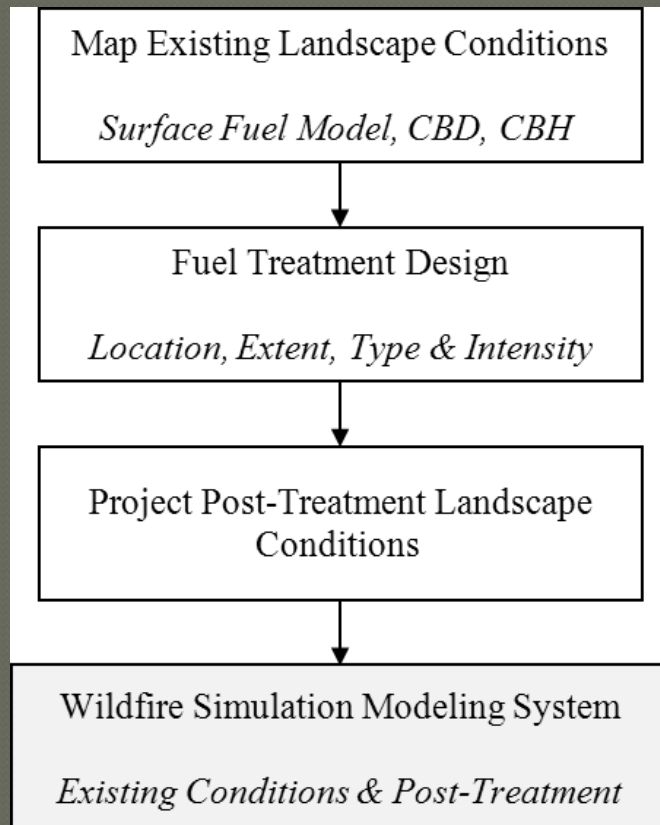 Map Existing Landscape Conditions
Surface Fuel Model, CBD, CBH
Fuel Treatment Design
Location, Extent, Type & Intensity
Project Post-Treatment Landscape
Conditions
Wildfire Simulation Modeling System
Existing Conditions & Post-Treatment